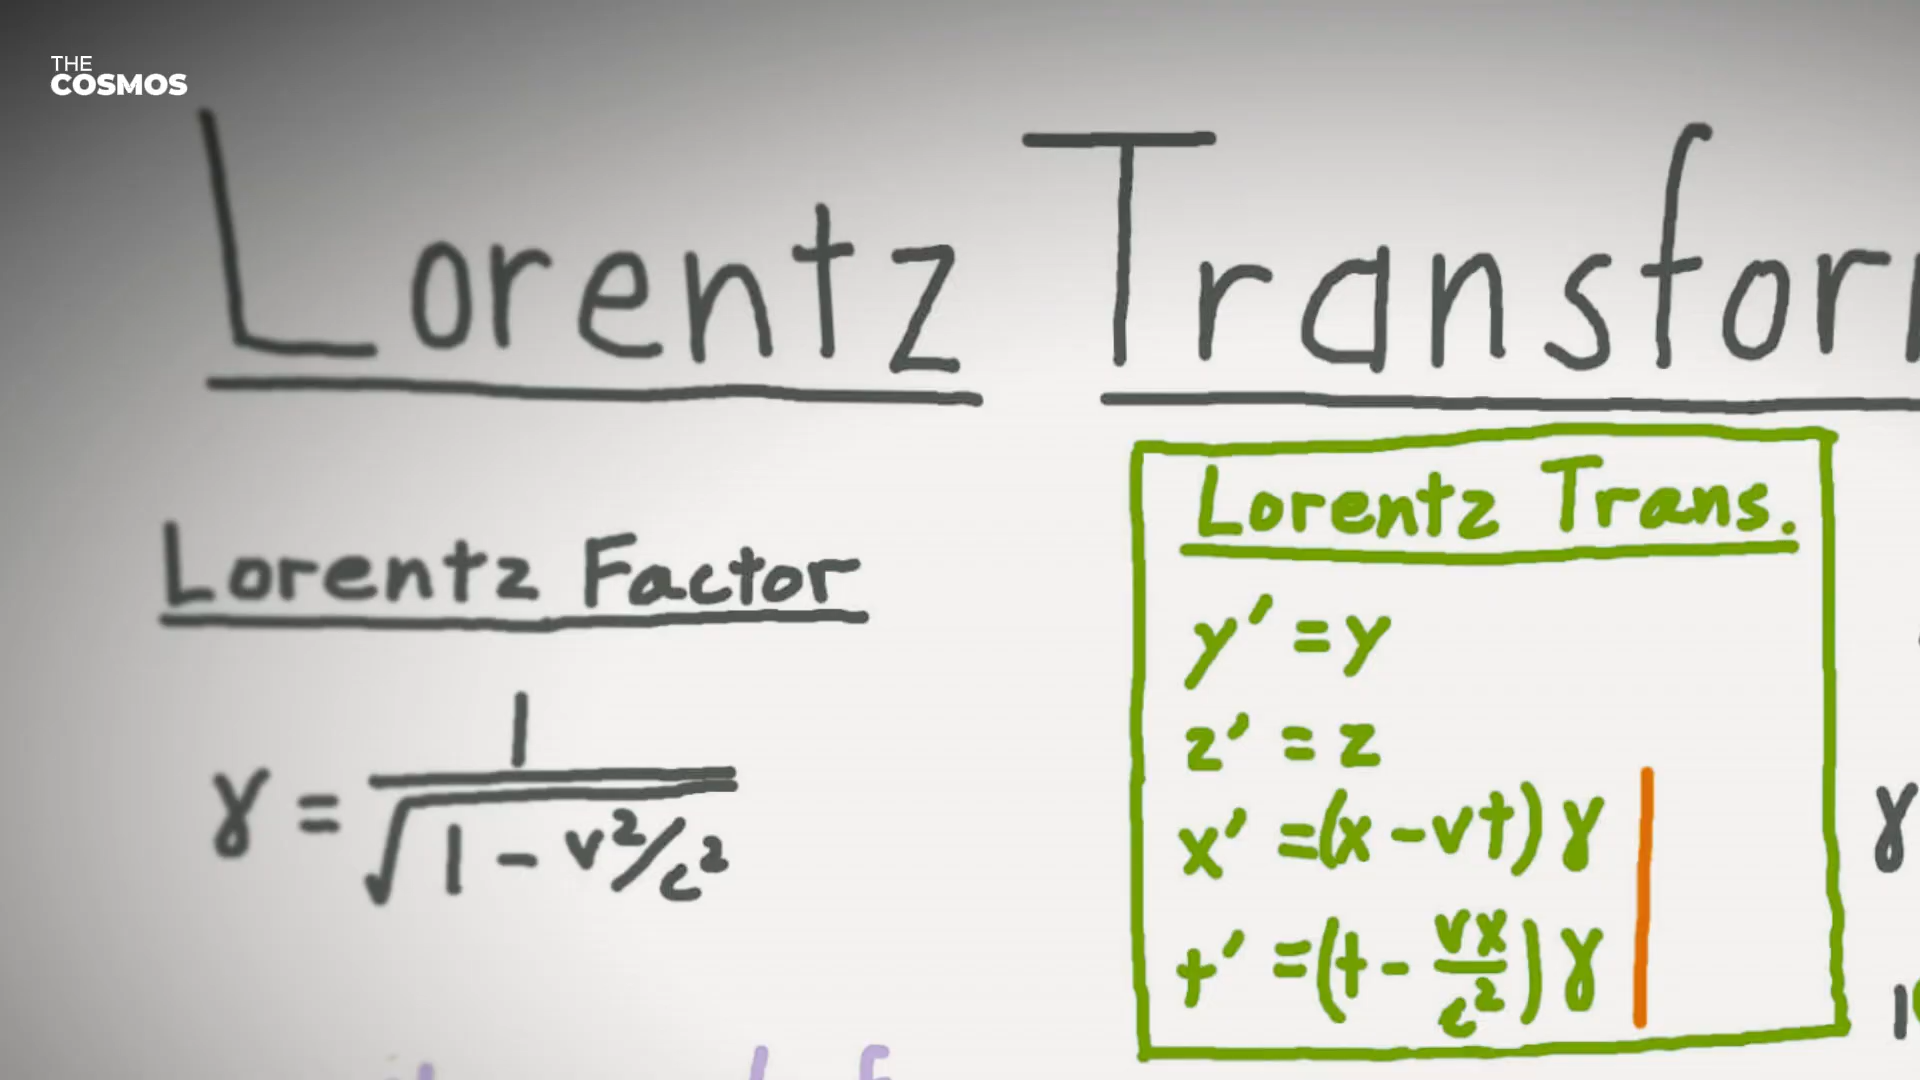 THE
COSMOS
Lorentz Transfor
Lorentz Factor
γ = 1 / √(1 - v²/c²)
Lorentz Trans.
y' = y
z' = z
x' = (x - vt) γ
t' = (t - vx/c²) γ
γ